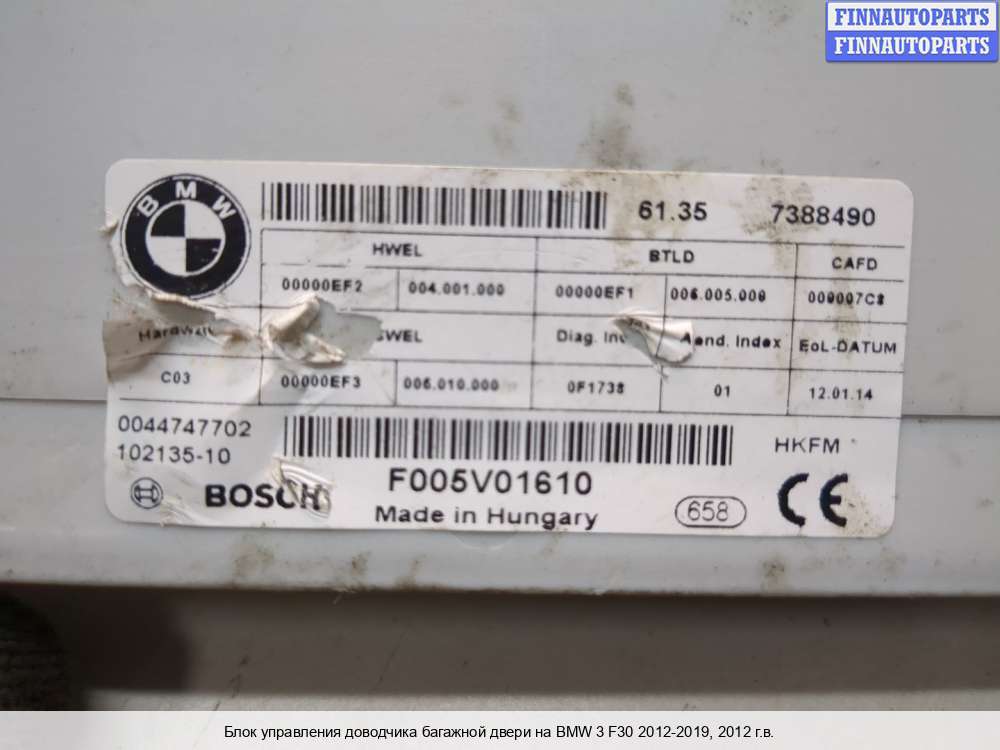 FINNAUTOPARTS
FINNAUTOPARTS
BMW
61.35 7388490
HWEL BTLD CAFD
00000EF2 004.001.000 00000EF1 006.005.000 000007C8
Diag. Aend. Index EoL-DATUM
C03 00000EF3 006.010.000 0F1738 01 12.01.14
0044747702
102135-10
HKFM
BOSCH F005V01610
Made in Hungary 658 CE
Блок управления доводчика багажной двери на BMW 3 F30 2012-2019, 2012 г.в.